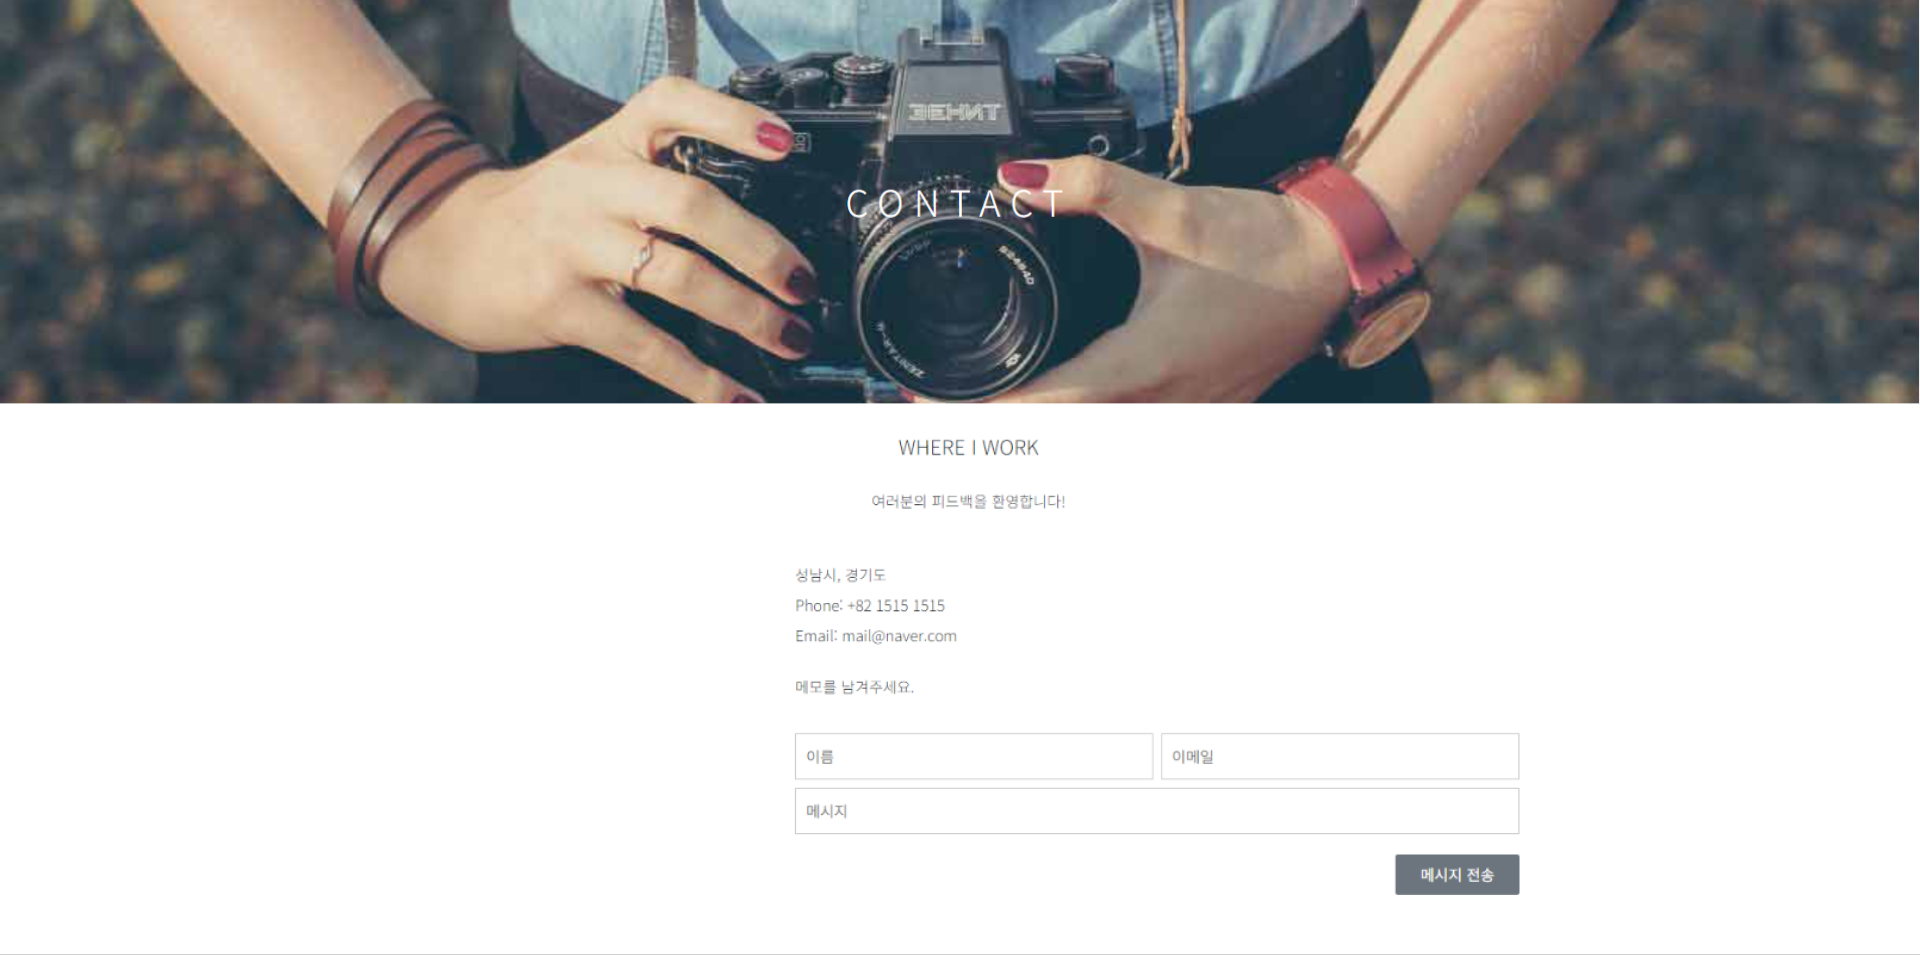 ЗЕНИТ
CONTACT
WHERE I WORK
여러분의 피드백을 환영합니다!
성남시, 경기도
Phone: +82 1515 1515
Email: mail@naver.com
메모를 남겨주세요.
이름
이메일
메시지
메시지 전송